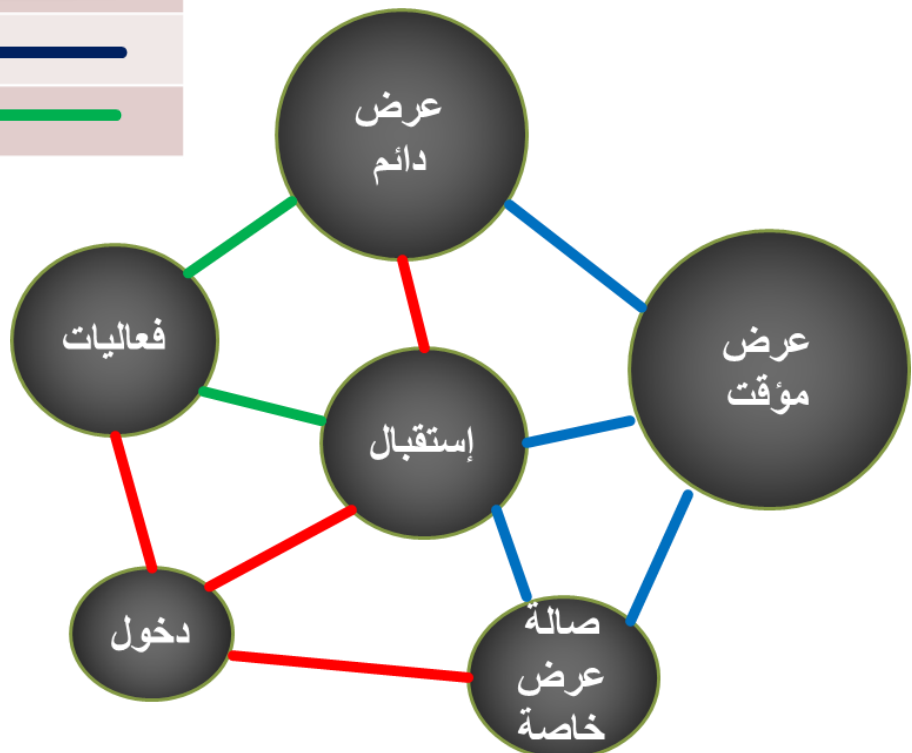 عرض
دائم
فعاليات
عرض
مؤقت
إستقبال
دخول
صالة
عرض
خاصة